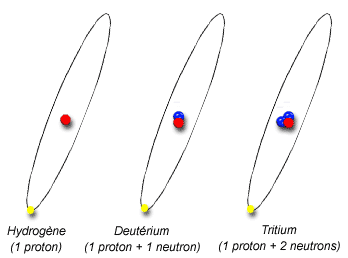 Hydrogène
(1 proton)
Deutérium
(1 proton + 1 neutron)
Tritium
(1 proton + 2 neutrons)